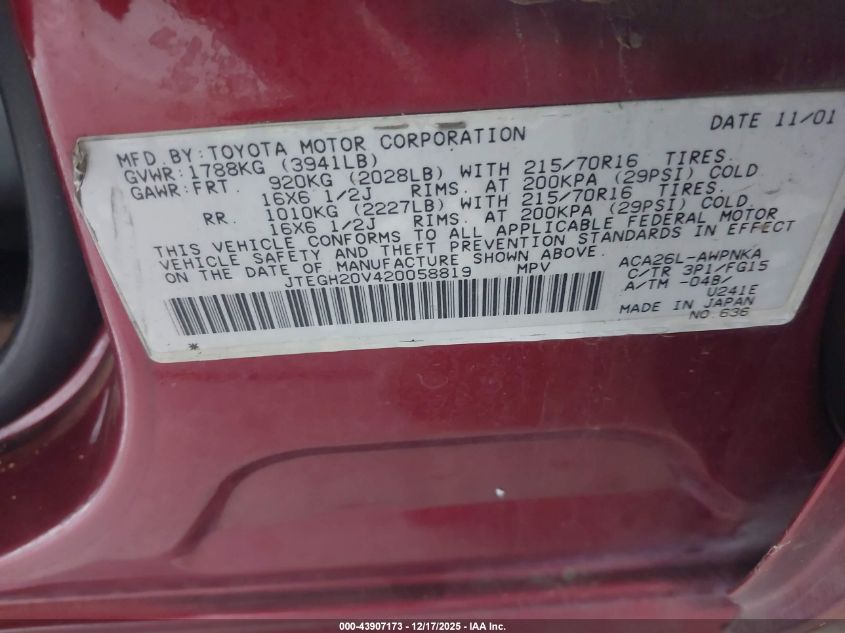 MFD. BY: TOYOTA MOTOR CORPORATION DATE 11/01
GVWR: 1788KG (3941LB)
GAWR: FRT. 920KG (2028LB) WITH 215/70R16 TIRES.
16X6 1/2J RIMS. AT 200KPA (29PSI) COLD
RR. 1010KG (2227LB) WITH 215/70R16 TIRES.
16X6 1/2J RIMS. AT 200KPA (29PSI) COLD
THIS VEHICLE CONFORMS TO ALL APPLICABLE FEDERAL MOTOR
VEHICLE SAFETY AND THEFT PREVENTION STANDARDS IN EFFECT
ON THE DATE OF MANUFACTURE SHOWN ABOVE.
JTEGH20V420058819 MPV
ACA26L-AWPNKA
C/TR 3P1/FG15
A/TM -04B/
U241E
MADE IN JAPAN
NO 636
*
000-43907173 - 12/17/2025 - IAA Inc.